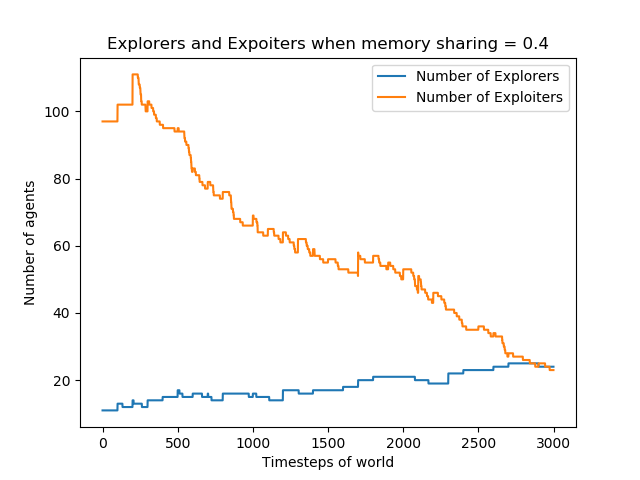 Explorers and Expoiters when memory sharing = 0.4
Number of Explorers
Number of Exploiters
Number of agents
100
80
60
40
20
0 500 1000 1500 2000 2500 3000
Timesteps of world